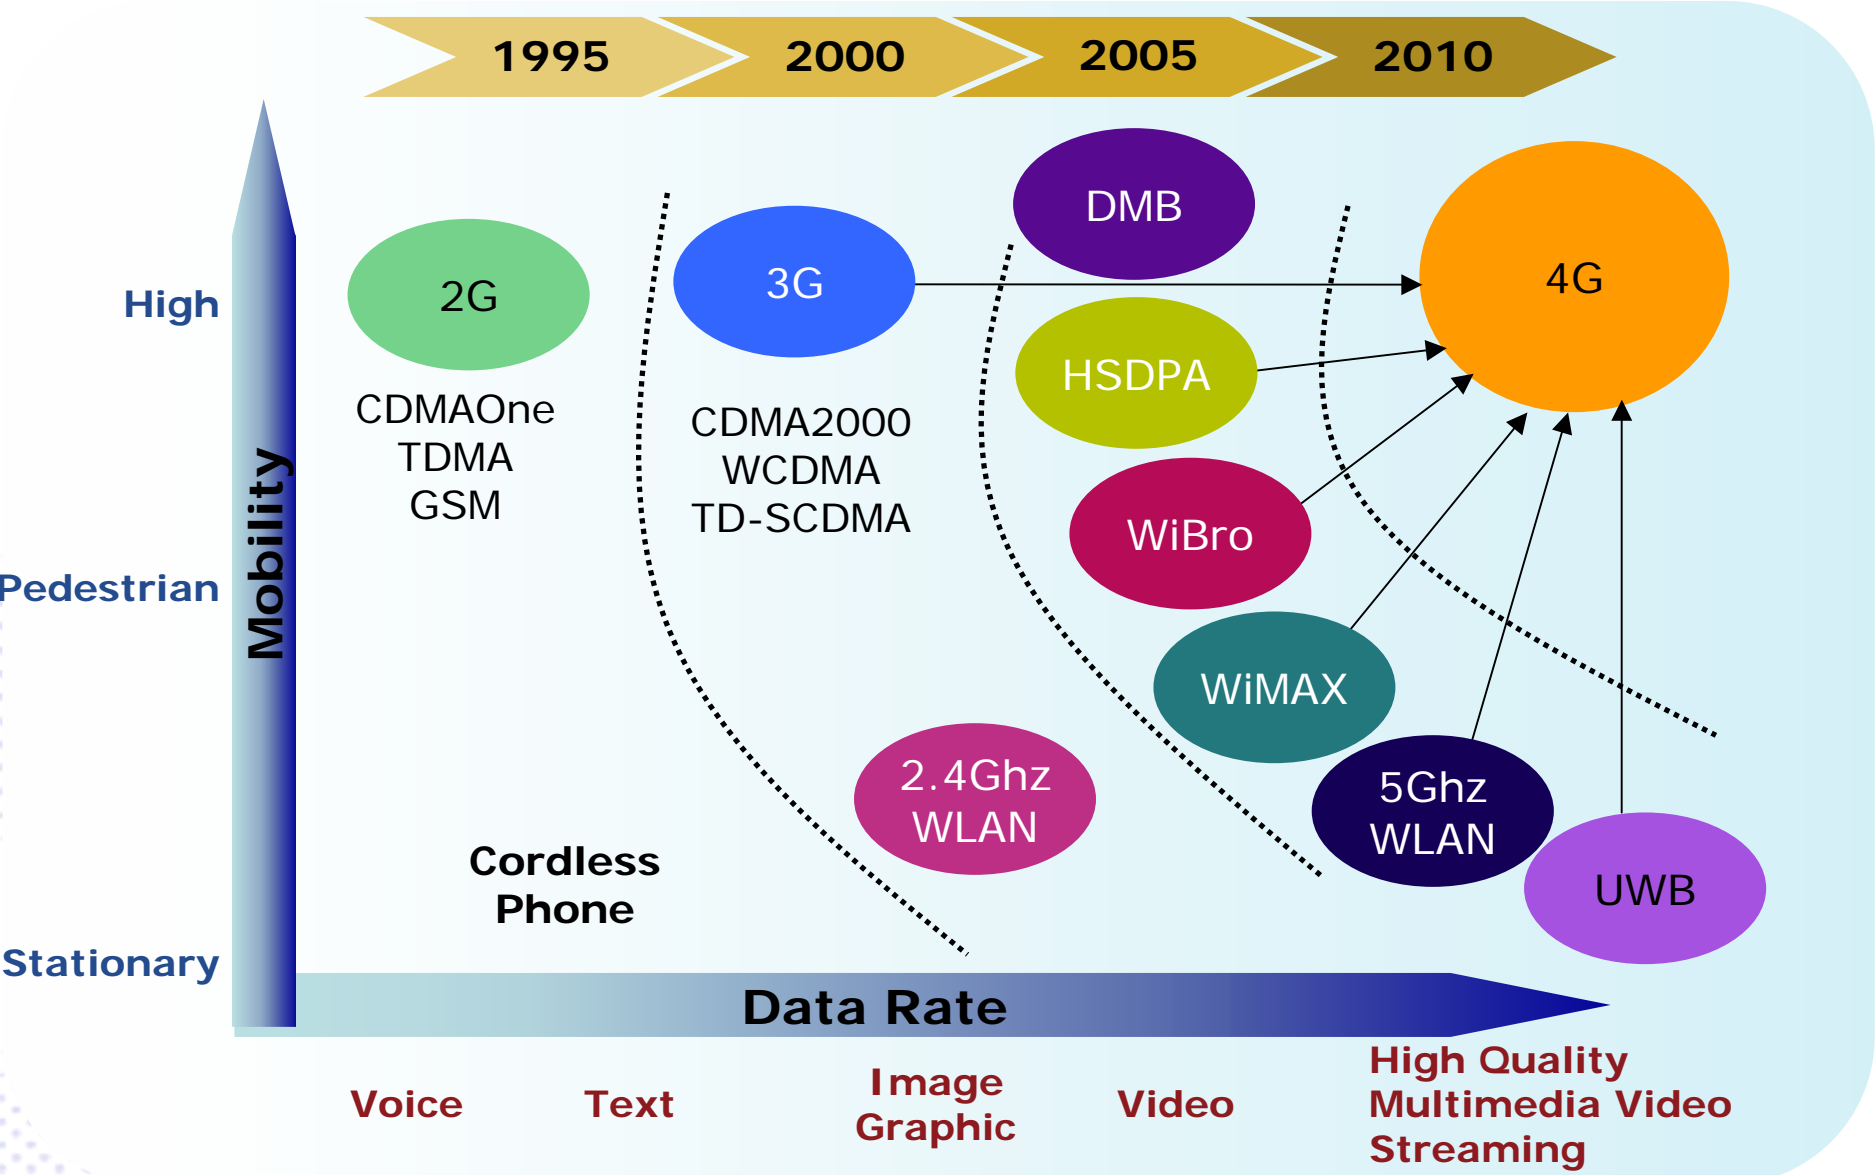 1995
2000
2005
2010
DMB
4G
3G
2G
High
HSDPA
CDMAOne
TDMA
GSM
CDMA2000
WCDMA
TD-SCDMA
WiBro
Mobility
Pedestrian
WiMAX
2.4Ghz
WLAN
5Ghz
WLAN
Cordless
Phone
UWB
Stationary
Data Rate
Voice
Text
Image
Graphic
Video
High Quality
Multimedia Video
Streaming